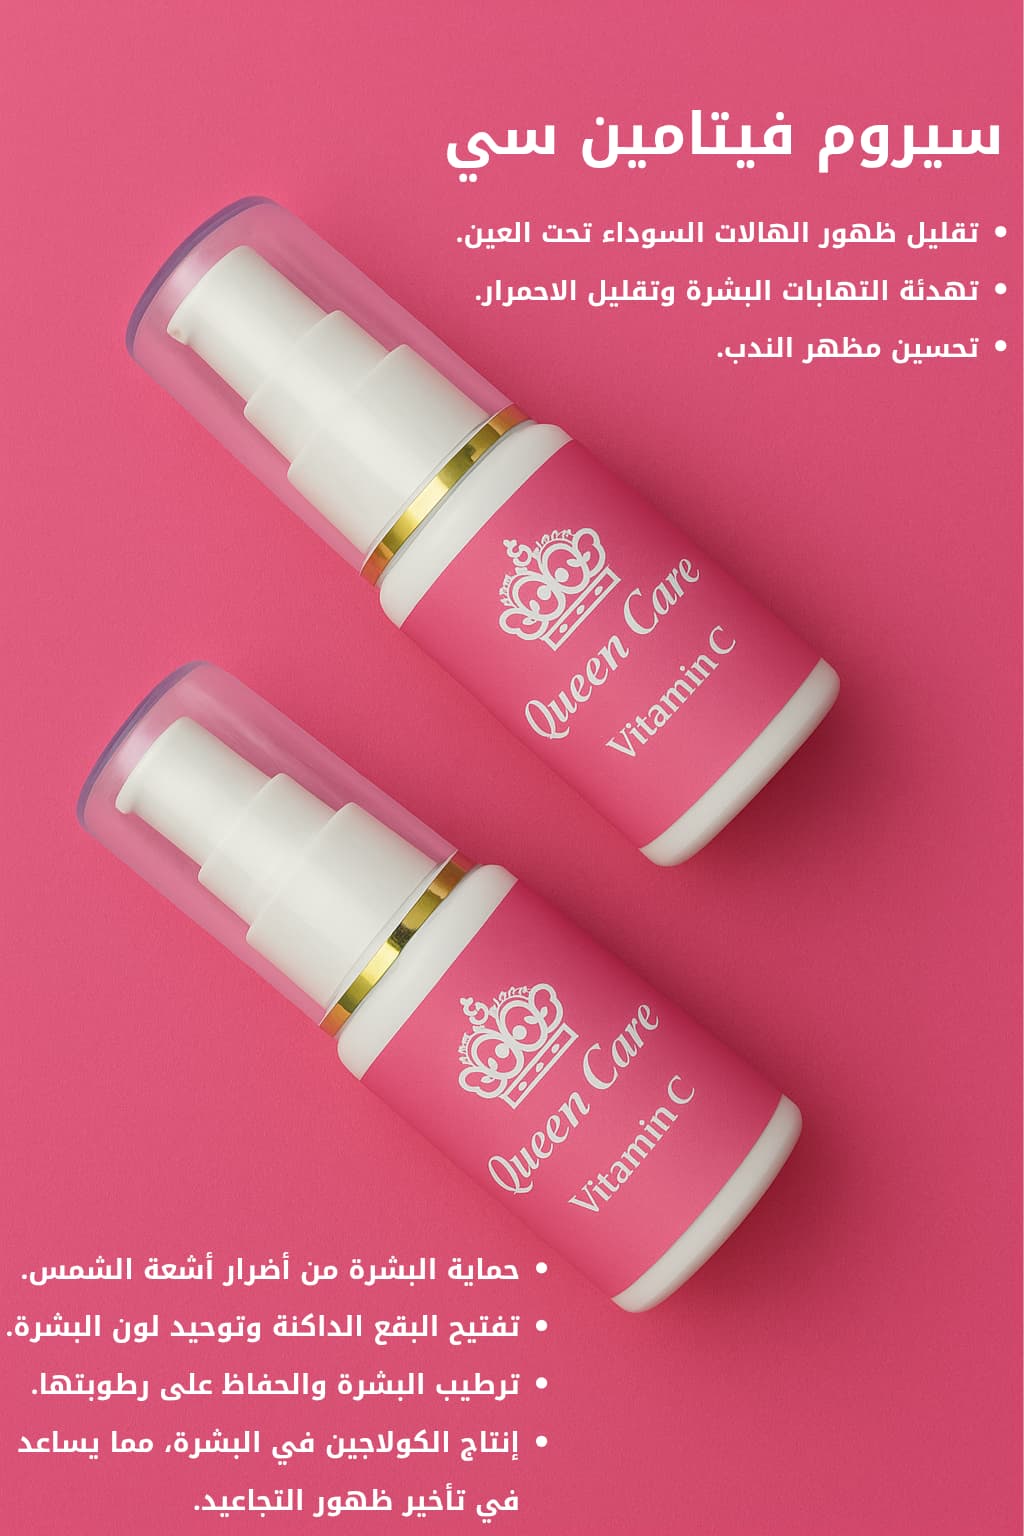 سيروم فيتامين سي
• تقليل ظهور الهالات السوداء تحت العين.
• تهدئة التهابات البشرة وتقليل الاحمرار.
• تحسين مظهر الندب.
Queen Care
Vitamin C
Queen Care
Vitamin C
• حماية البشرة من أضرار أشعة الشمس.
• تفتيح البقع الداكنة وتوحيد لون البشرة.
• ترطيب البشرة والحفاظ على رطوبتها.
• إنتاج الكولاجين في البشرة، مما يساعد
في تأخير ظهور التجاعيد.